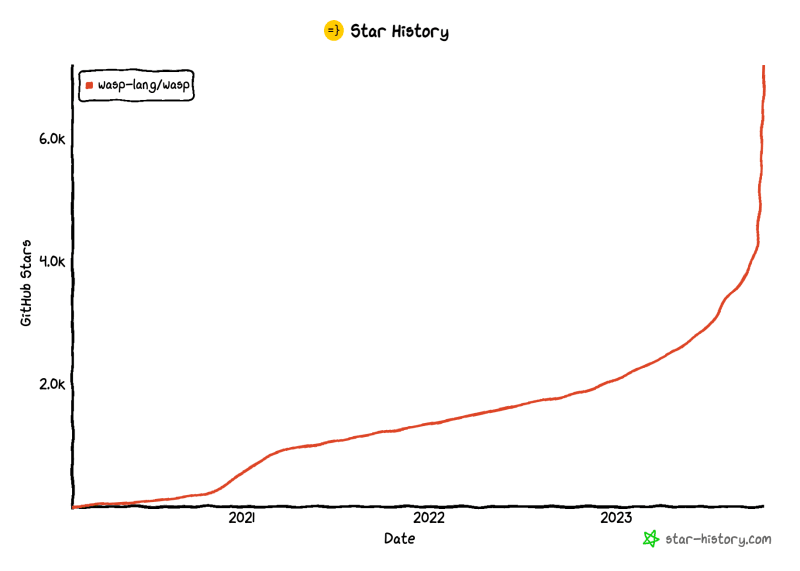 =} Star History
wasp-lang/wasp
6.0k
4.0k
2.0k
GitHub Stars
2021 2022 2023
Date
star-history.com